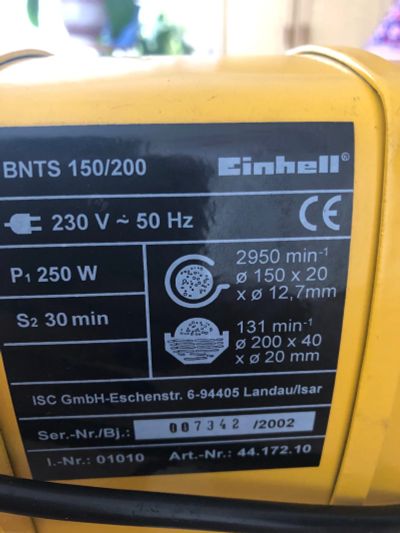 BNTS 150/200 Einhell®
230 V ~ 50 Hz CE
P₁ 250 W
S₂ 30 min
2950 min⁻¹
ø 150 x 20
x ø 12,7mm
131 min⁻¹
ø 200 x 40
x ø 20 mm
ISC GmbH-Eschenstr. 6-94405 Landau/Isar
Ser.-Nr./Bj.: 007342 /2002
I.-Nr.: 01010 Art.-Nr.: 44.172.10